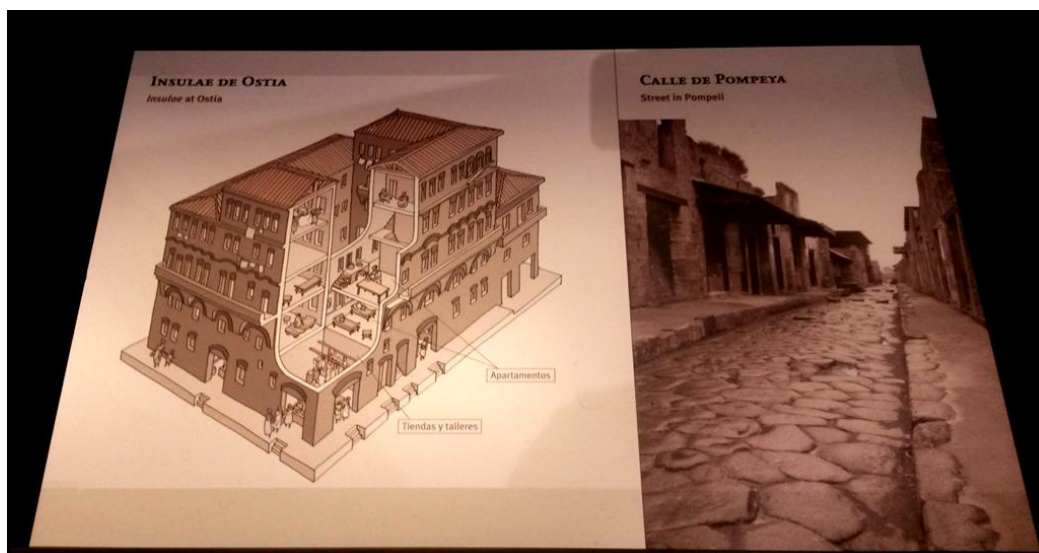 INSULAE DE OSTIA
Insulae at Ostia
Apartamentos
Tiendas y talleres
CALLE DE POMPEYA
Street in Pompeii